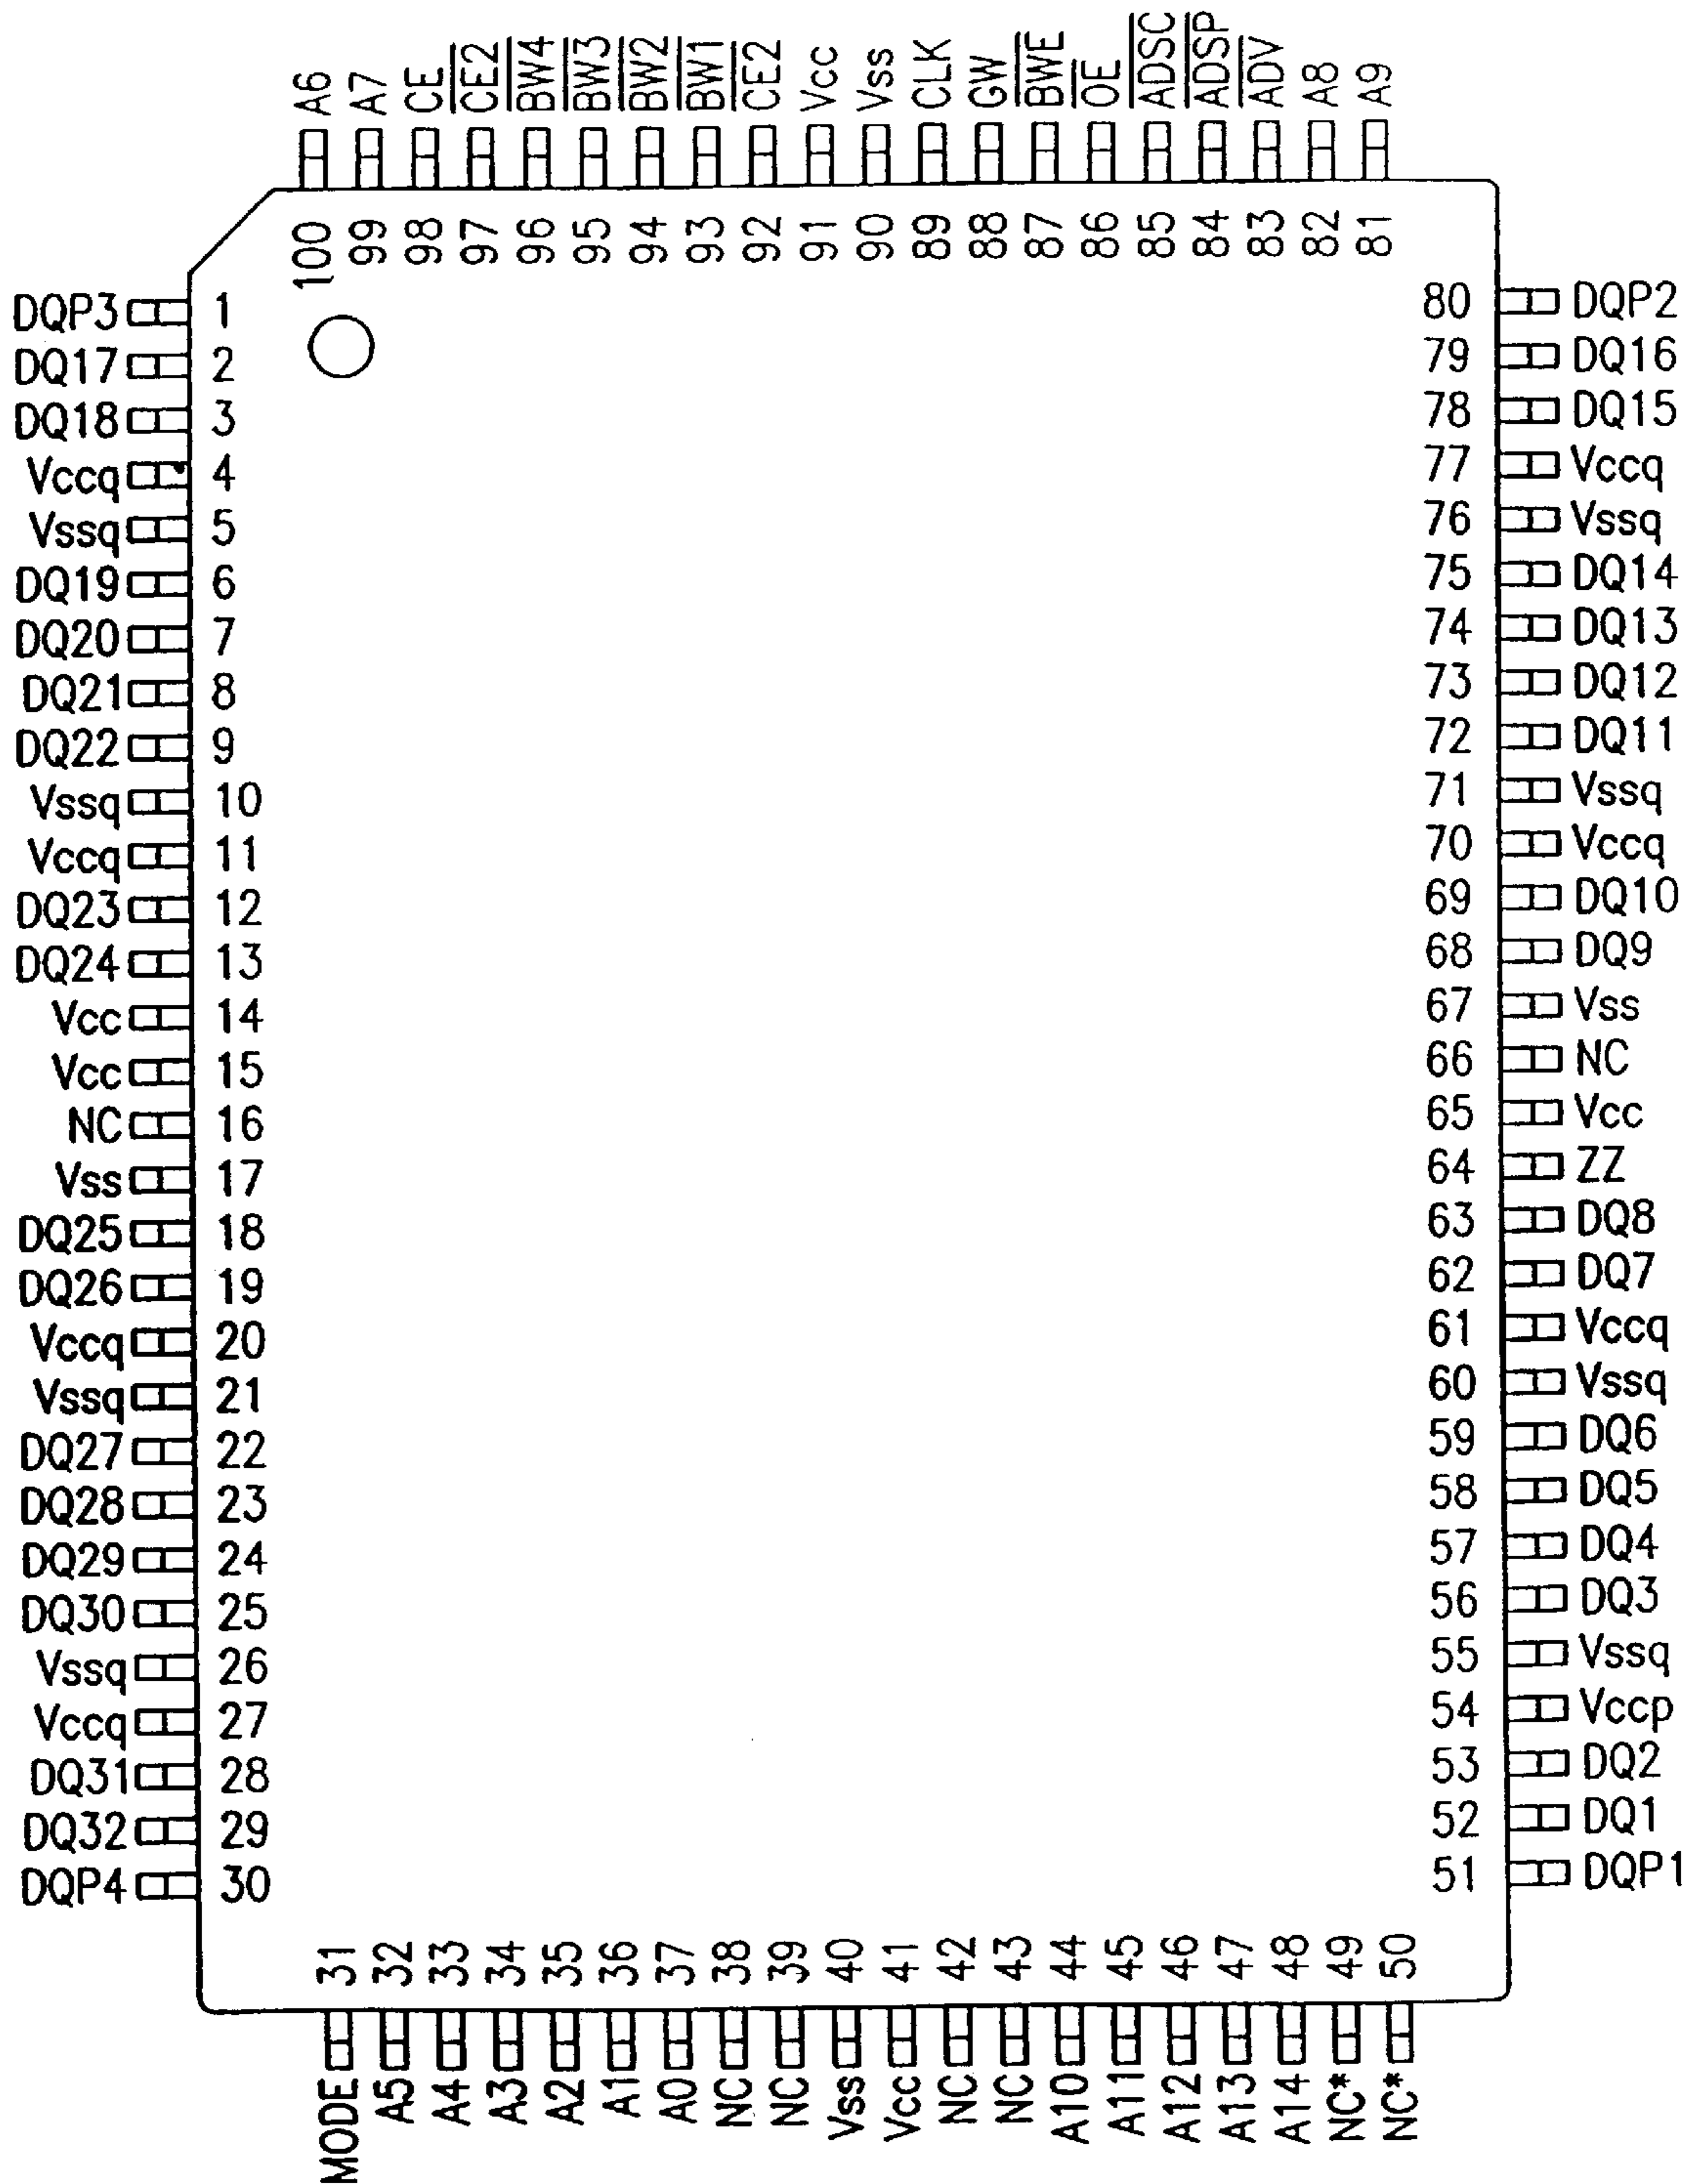 A6 A7 CE CE2 BW4 BW3 BW2 BW1 CE2 Vcc Vss CLK GW BWE OE ADSC ADSP ADV A8 A9
100 99 98 97 96 95 94 93 92 91 90 89 88 87 86 85 84 83 82 81
DQP3 1 80 DQP2
DQ17 2 79 DQ16
DQ18 3 78 DQ15
Vccq 4 77 Vccq
Vssq 5 76 Vssq
DQ19 6 75 DQ14
DQ20 7 74 DQ13
DQ21 8 73 DQ12
DQ22 9 72 DQ11
Vssq 10 71 Vssq
Vccq 11 70 Vccq
DQ23 12 69 DQ10
DQ24 13 68 DQ9
Vcc 14 67 Vss
Vcc 15 66 NC
NC 16 65 Vcc
Vss 17 64 ZZ
DQ25 18 63 DQ8
DQ26 19 62 DQ7
Vccq 20 61 Vccq
Vssq 21 60 Vssq
DQ27 22 59 DQ6
DQ28 23 58 DQ5
DQ29 24 57 DQ4
DQ30 25 56 DQ3
Vssq 26 55 Vssq
Vccq 27 54 Vccp
DQ31 28 53 DQ2
DQ32 29 52 DQ1
DQP4 30 51 DQP1
31 32 33 34 35 36 37 38 39 40 41 42 43 44 45 46 47 48 49 50
MODE A5 A4 A3 A2 A1 A0 NC NC Vss Vcc NC NC A10 A11 A12 A13 A14 NC* NC*